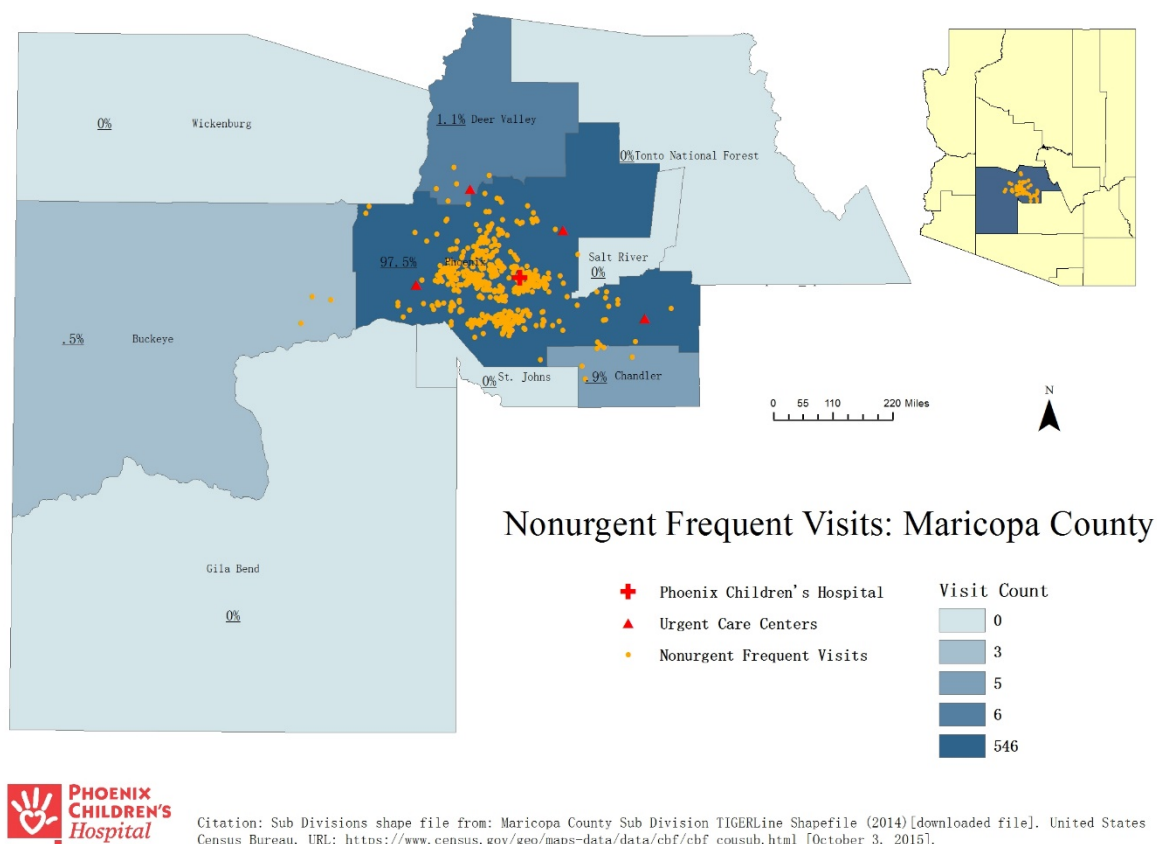 0% Wickenburg
1.1% Deer Valley
0% Tonto National Forest
97.5% Phoenix
Salt River
0%
.5% Buckeye
0% St. Johns
.9% Chandler
Gila Bend
0%
N
0 55 110 220 Miles
Nonurgent Frequent Visits: Maricopa County
Phoenix Children's Hospital
Urgent Care Centers
Nonurgent Frequent Visits
Visit Count
0
3
5
6
546
PHOENIX
CHILDREN'S
Hospital
Citation: Sub Divisions shape file from: Maricopa County Sub Division TIGERLine Shapefile (2014)[downloaded file]. United States
Census Bureau. URL: https://www.census.gov/geo/maps-data/data/cbf/cbf_cousub.html [October 3, 2015].